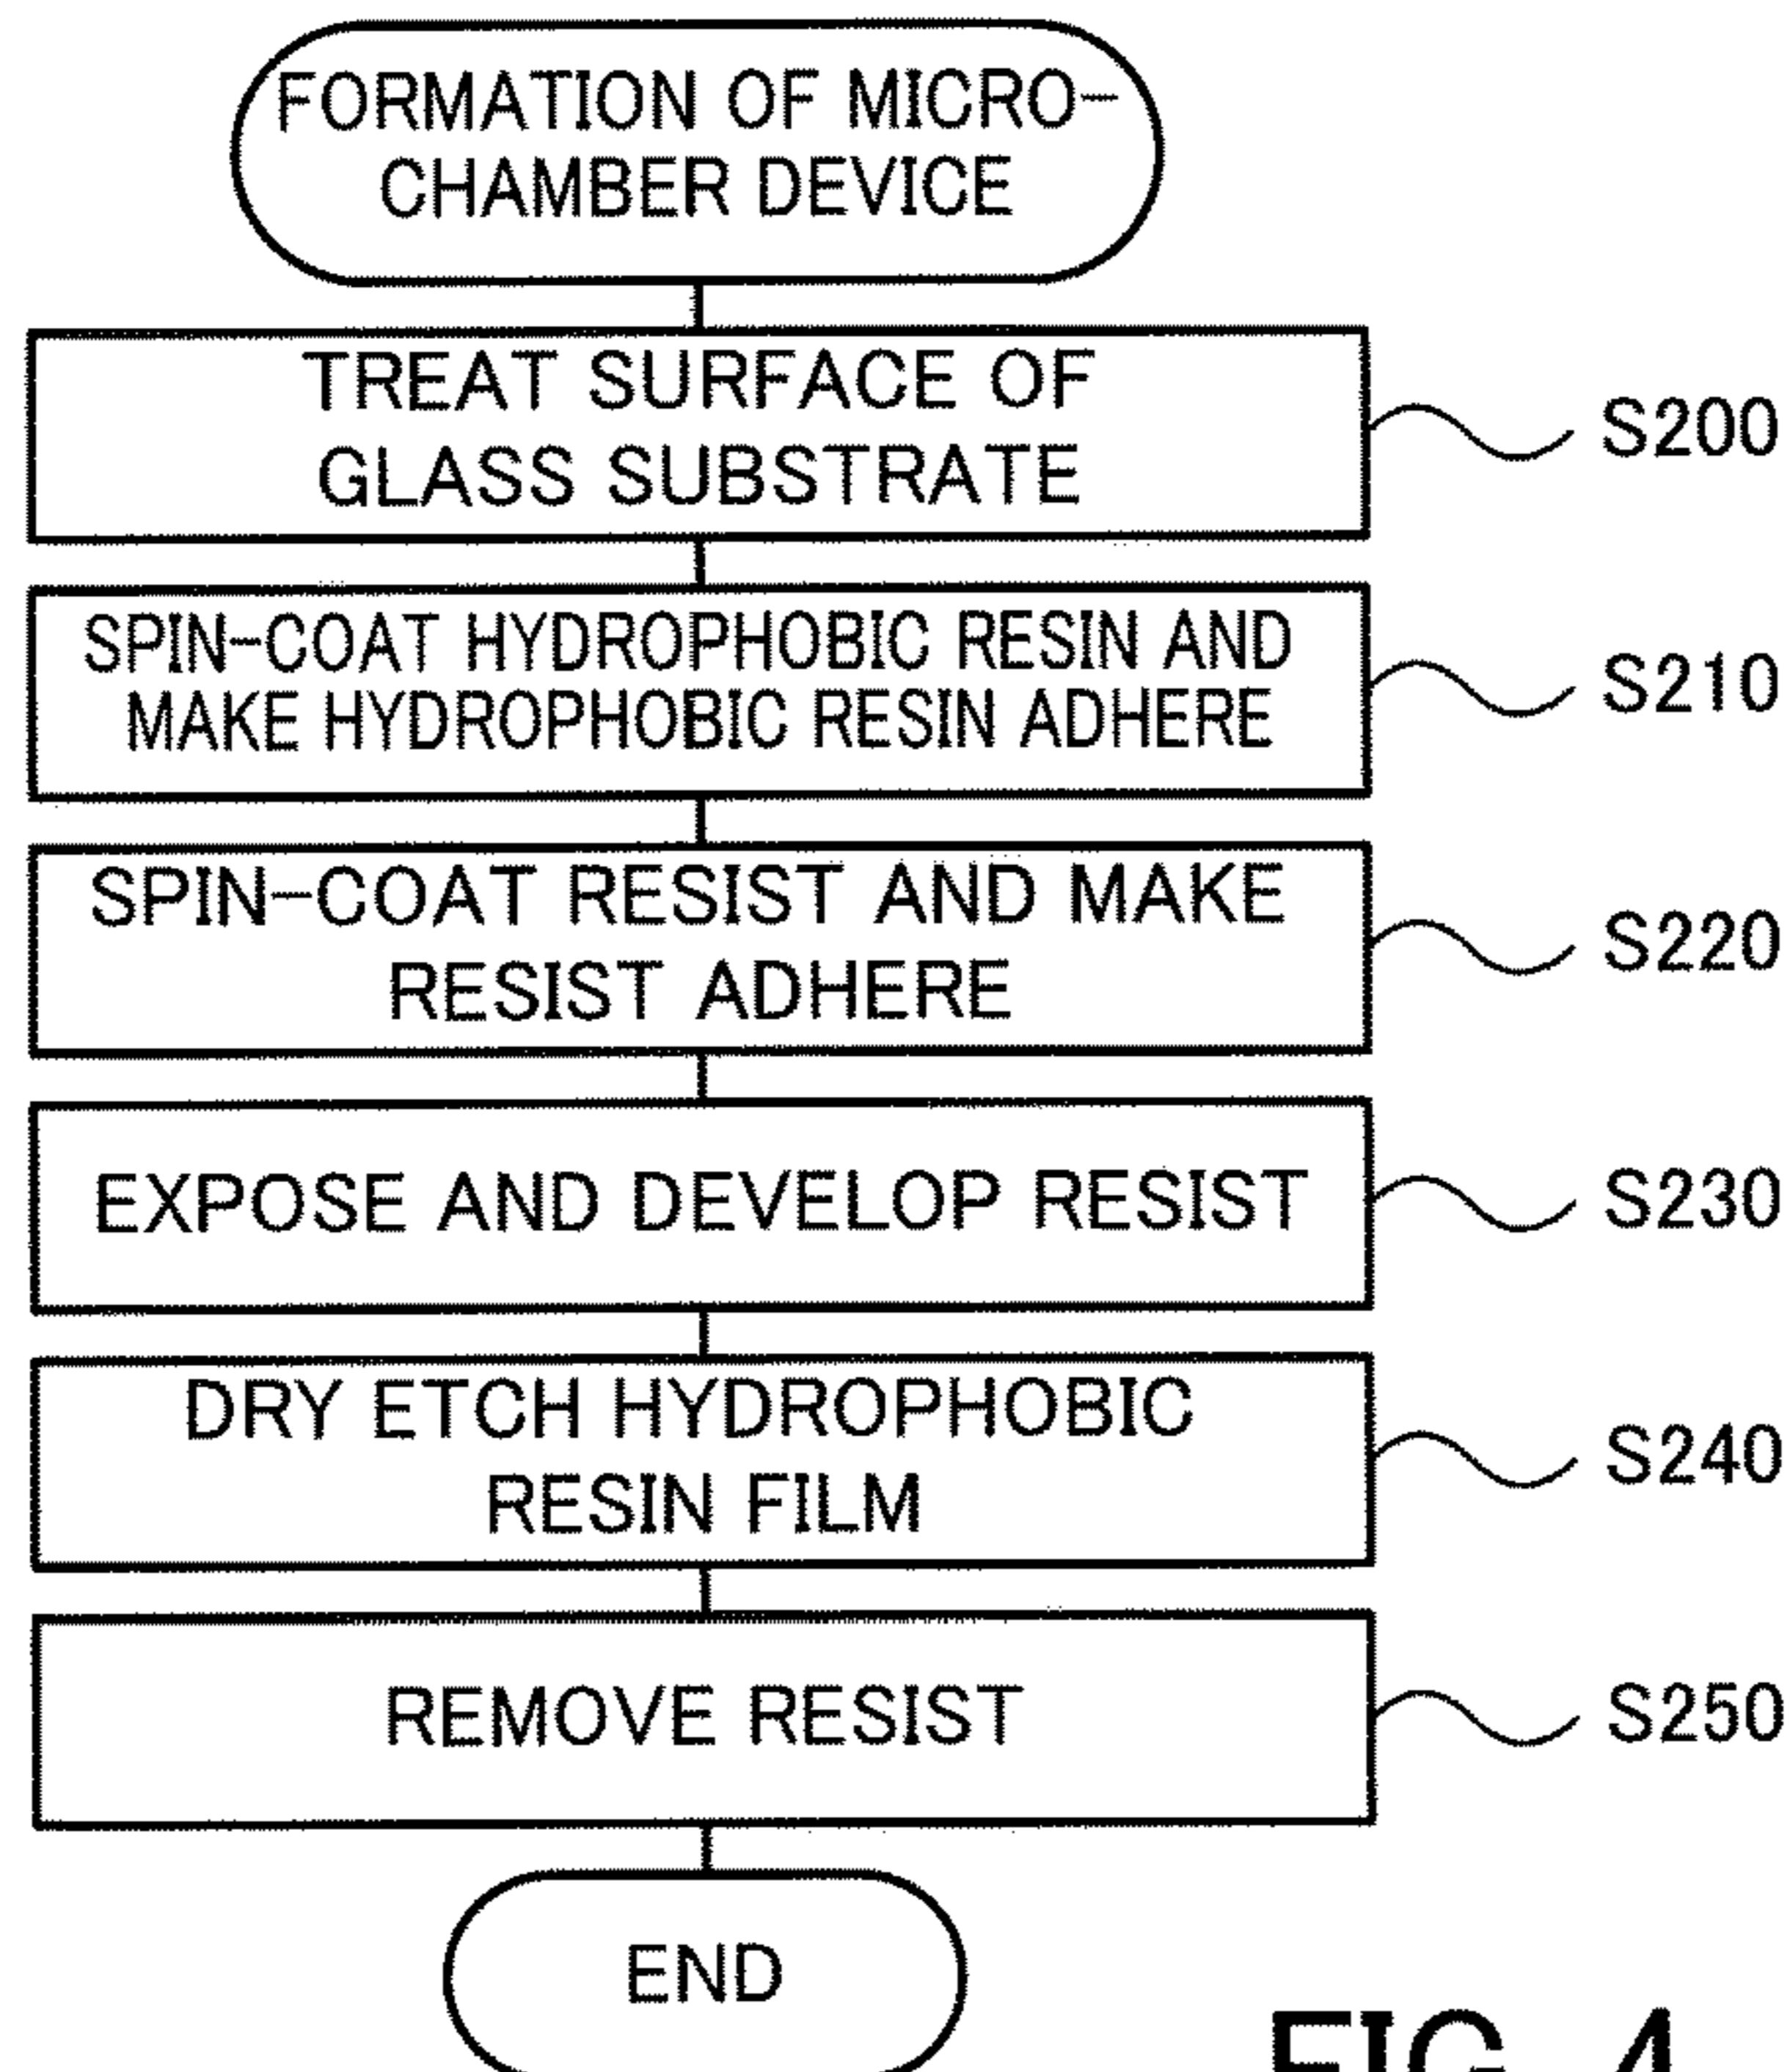 FORMATION OF MICRO-
CHAMBER DEVICE
TREAT SURFACE OF
GLASS SUBSTRATE
S200
SPIN-COAT HYDROPHOBIC RESIN AND
MAKE HYDROPHOBIC RESIN ADHERE
S210
SPIN-COAT RESIST AND MAKE
RESIST ADHERE
S220
EXPOSE AND DEVELOP RESIST
S230
DRY ETCH HYDROPHOBIC
RESIN FILM
S240
REMOVE RESIST
S250
END
FIG. 4